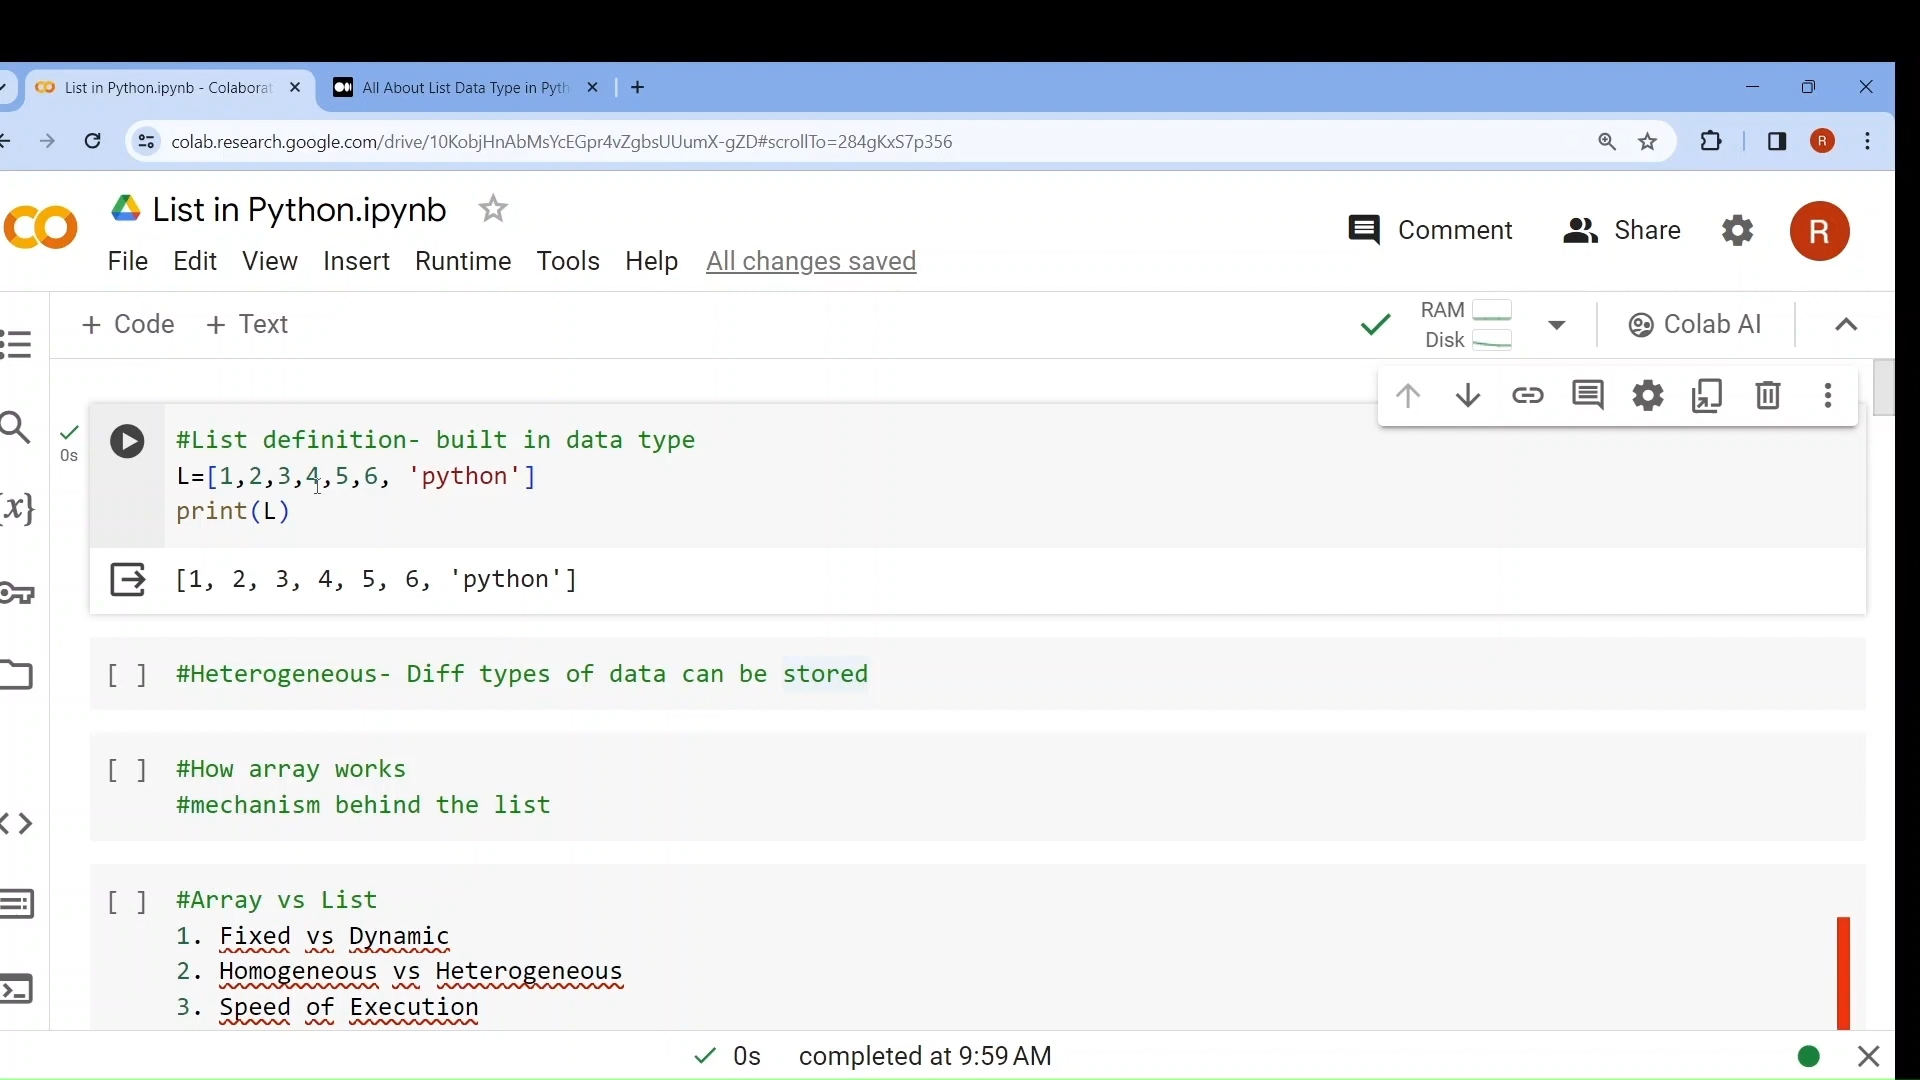 List in Python.ipynb - Colaborat
All About List Data Type in Pyth
colab.research.google.com/drive/10KobjHnAbMsYcEGpr4vZgbsUUumX-gZD#scrollTo=284gKxS7p356
R
List in Python.ipynb
Comment
Share
R
File Edit View Insert Runtime Tools Help All changes saved
+ Code + Text
RAM
Disk
Colab AI
0s
#List definition- built in data type
L=[1,2,3,4,5,6, 'python']
print(L)
[1, 2, 3, 4, 5, 6, 'python']
[ ] #Heterogeneous- Diff types of data can be stored
[ ] #How array works
#mechanism behind the list
[ ] #Array vs List
1. Fixed vs Dynamic
2. Homogeneous vs Heterogeneous
3. Speed of Execution
{x}
0s completed at 9:59 AM